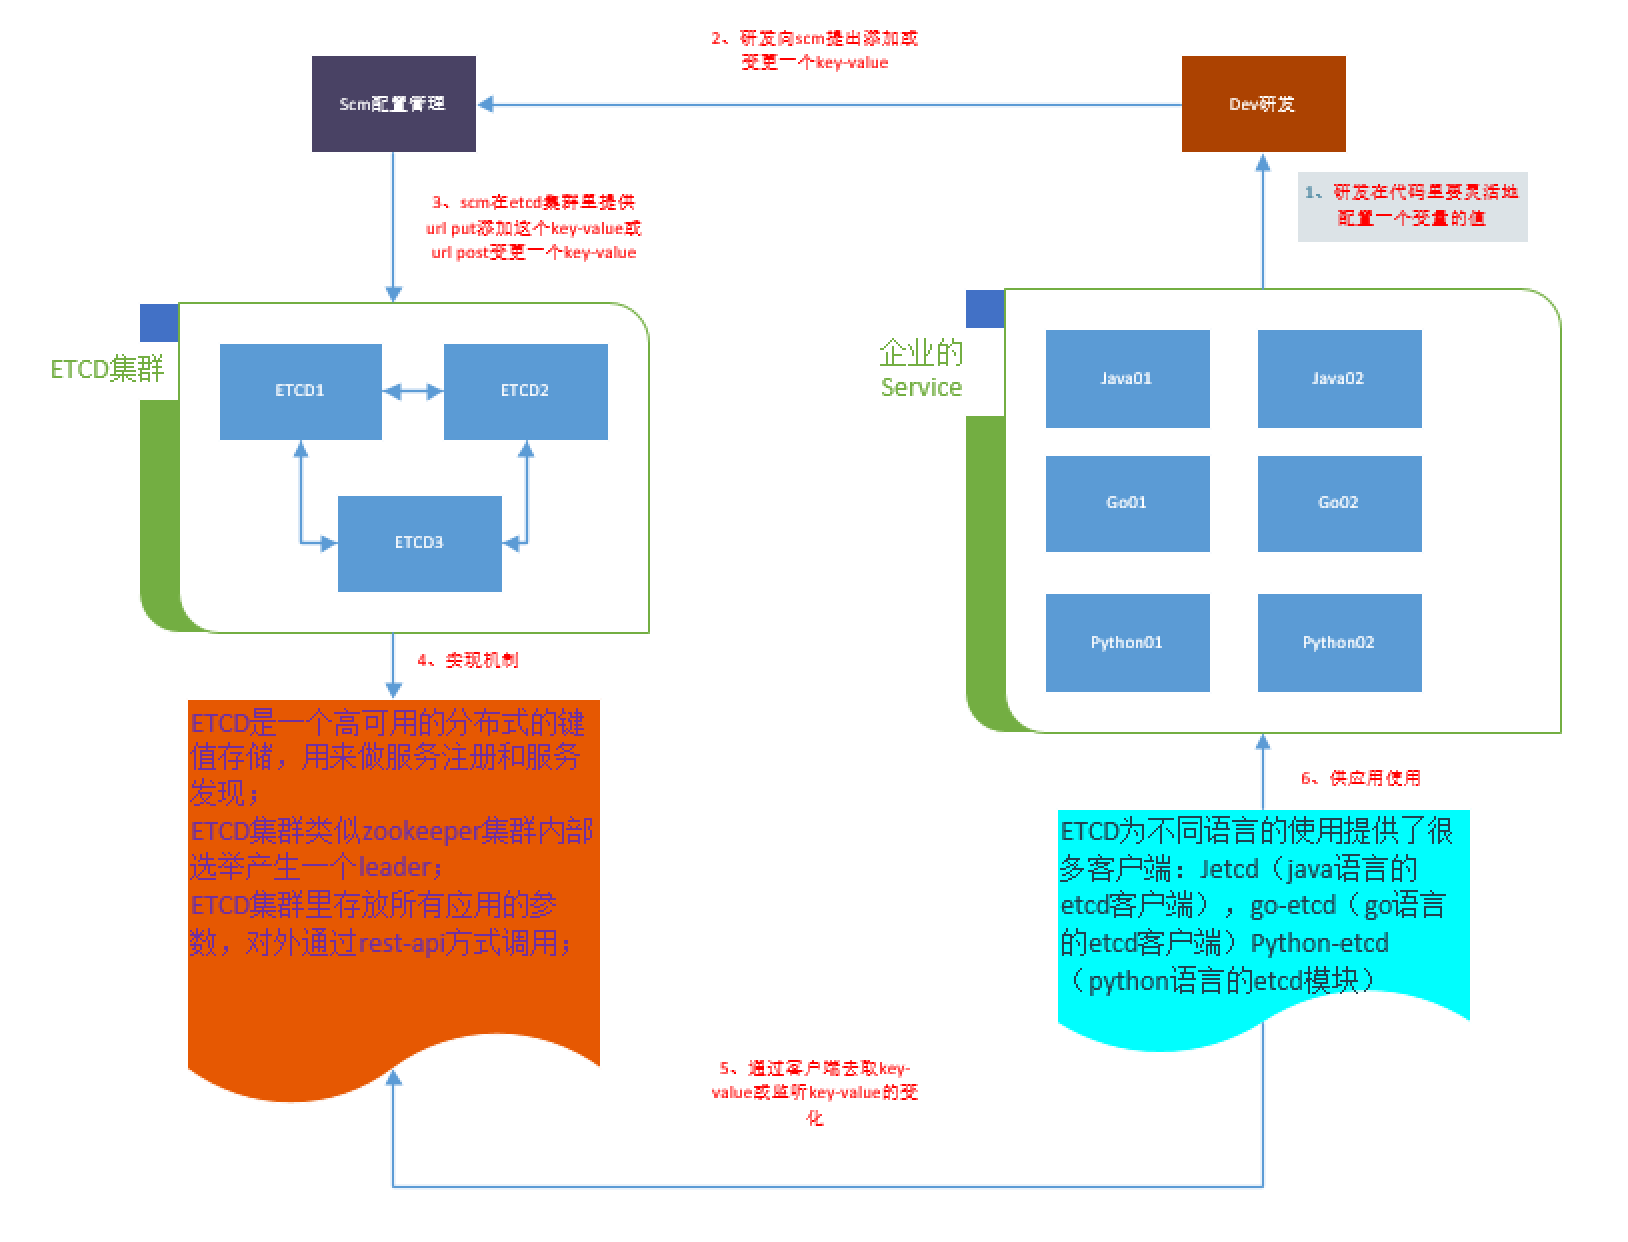 2、研发向scm提出添加或
变更一个key-value
Scm配置管理
Dev研发
1、研发在代码里要灵活地
配置一个变量的值
3、scm在etcd集群里提供
url put添加这个key-value或
url post变更一个key-value
ETCD集群
ETCD1
ETCD2
ETCD3
企业的
Service
Java01
Java02
Go01
Go02
Python01
Python02
4、实现机制
ETCD是一个高可用的分布式的键
值存储，用来做服务注册和服务
发现；
ETCD集群类似zookeeper集群内部
选举产生一个leader；
ETCD集群里存放所有应用的参
数，对外通过rest-api方式调用；
6、供应用使用
ETCD为不同语言的使用提供了很
多客户端：Jetcd（java语言的
etcd客户端），go-etcd（go语言
的etcd客户端）Python-etcd
（python语言的etcd模块）
5、通过客户端去取key-
value或监听key-value的变
化